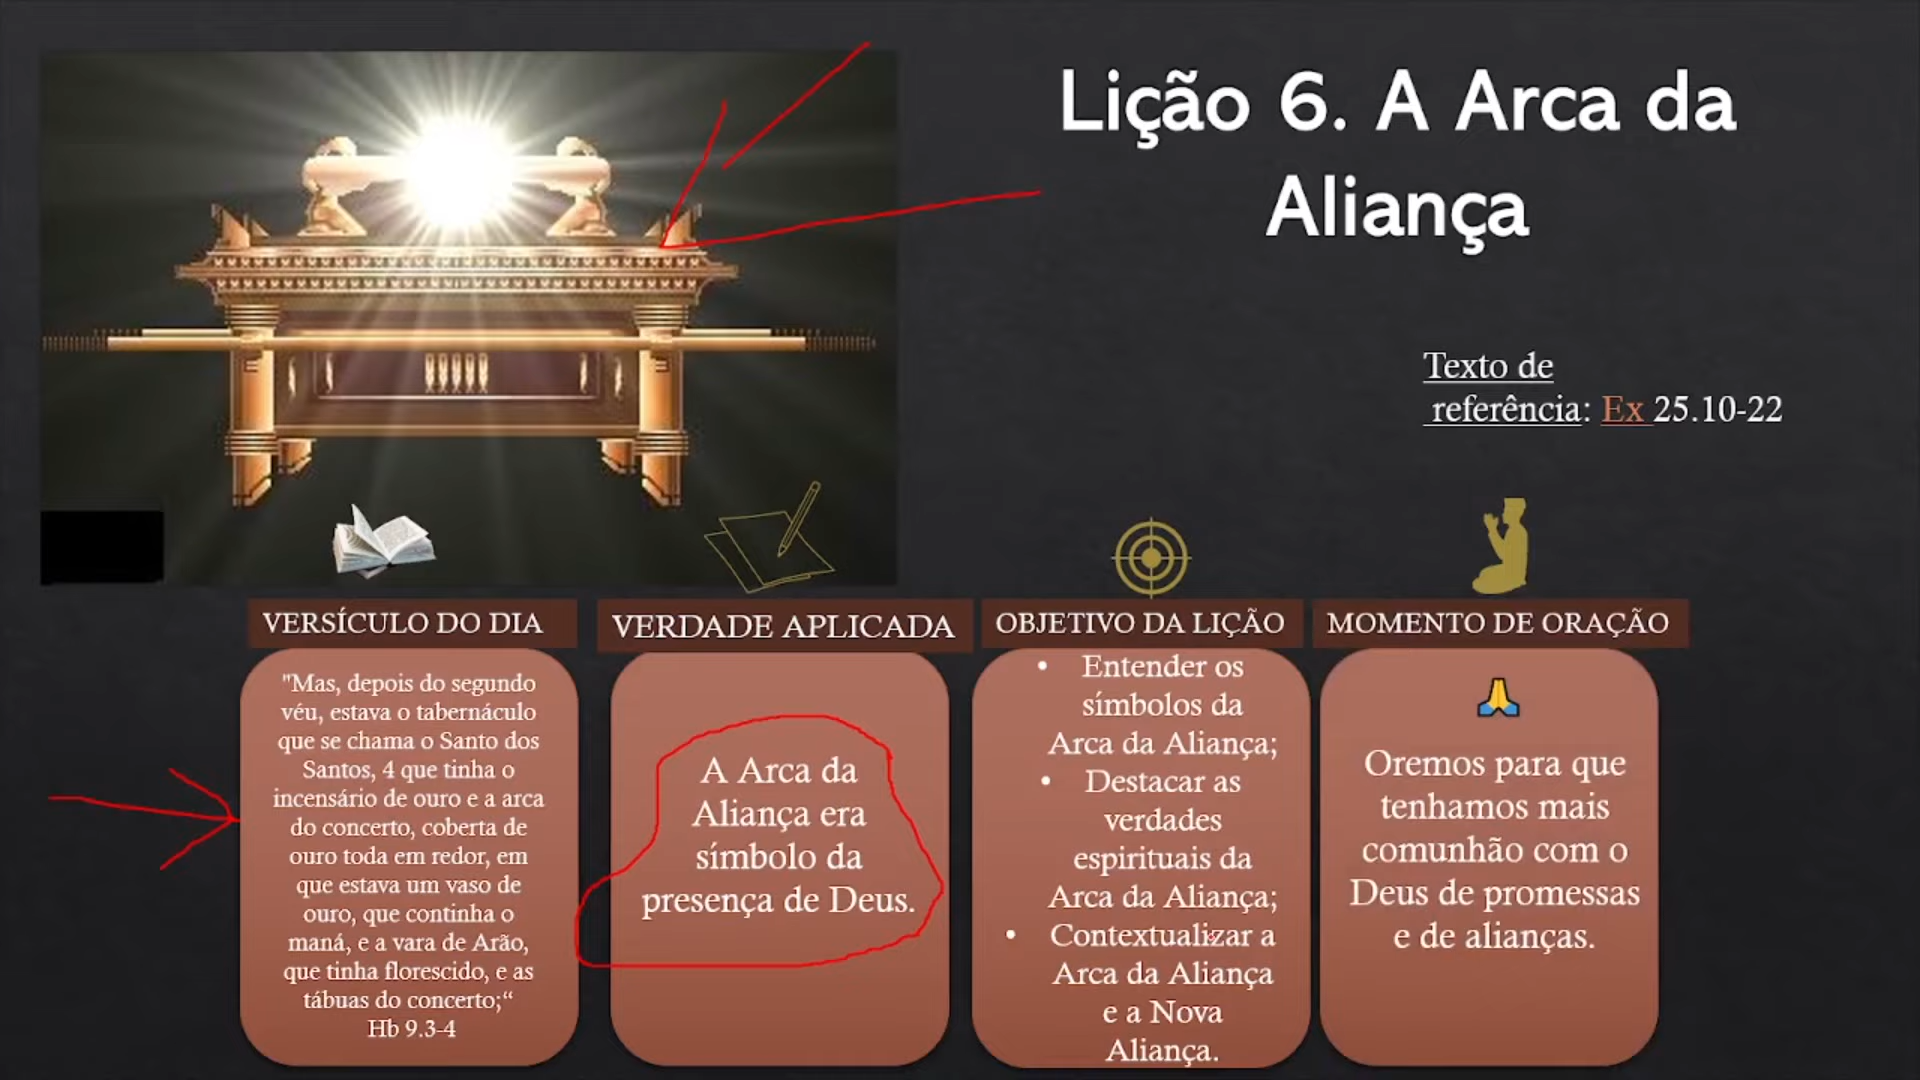 Lição 6. A Arca da
Aliança
Texto de
referência: Ex 25.10-22
VERSÍCULO DO DIA
"Mas, depois do segundo
véu, estava o tabernáculo
que se chama o Santo dos
Santos, 4 que tinha o
incensário de ouro e a arca
do concerto, coberta de
ouro toda em redor, em
que estava um vaso de
ouro, que continha o
maná, e a vara de Arão,
que tinha florescido, e as
tábuas do concerto;“
Hb 9.3-4
VERDADE APLICADA
A Arca da
Aliança era
símbolo da
presença de Deus.
OBJETIVO DA LIÇÃO
• Entender os
símbolos da
Arca da Aliança;
• Destacar as
verdades
espirituais da
Arca da Aliança;
• Contextualizar a
Arca da Aliança
e a Nova
Aliança.
MOMENTO DE ORAÇÃO
🙏
Oremos para que
tenhamos mais
comunhão com o
Deus de promessas
e de alianças.